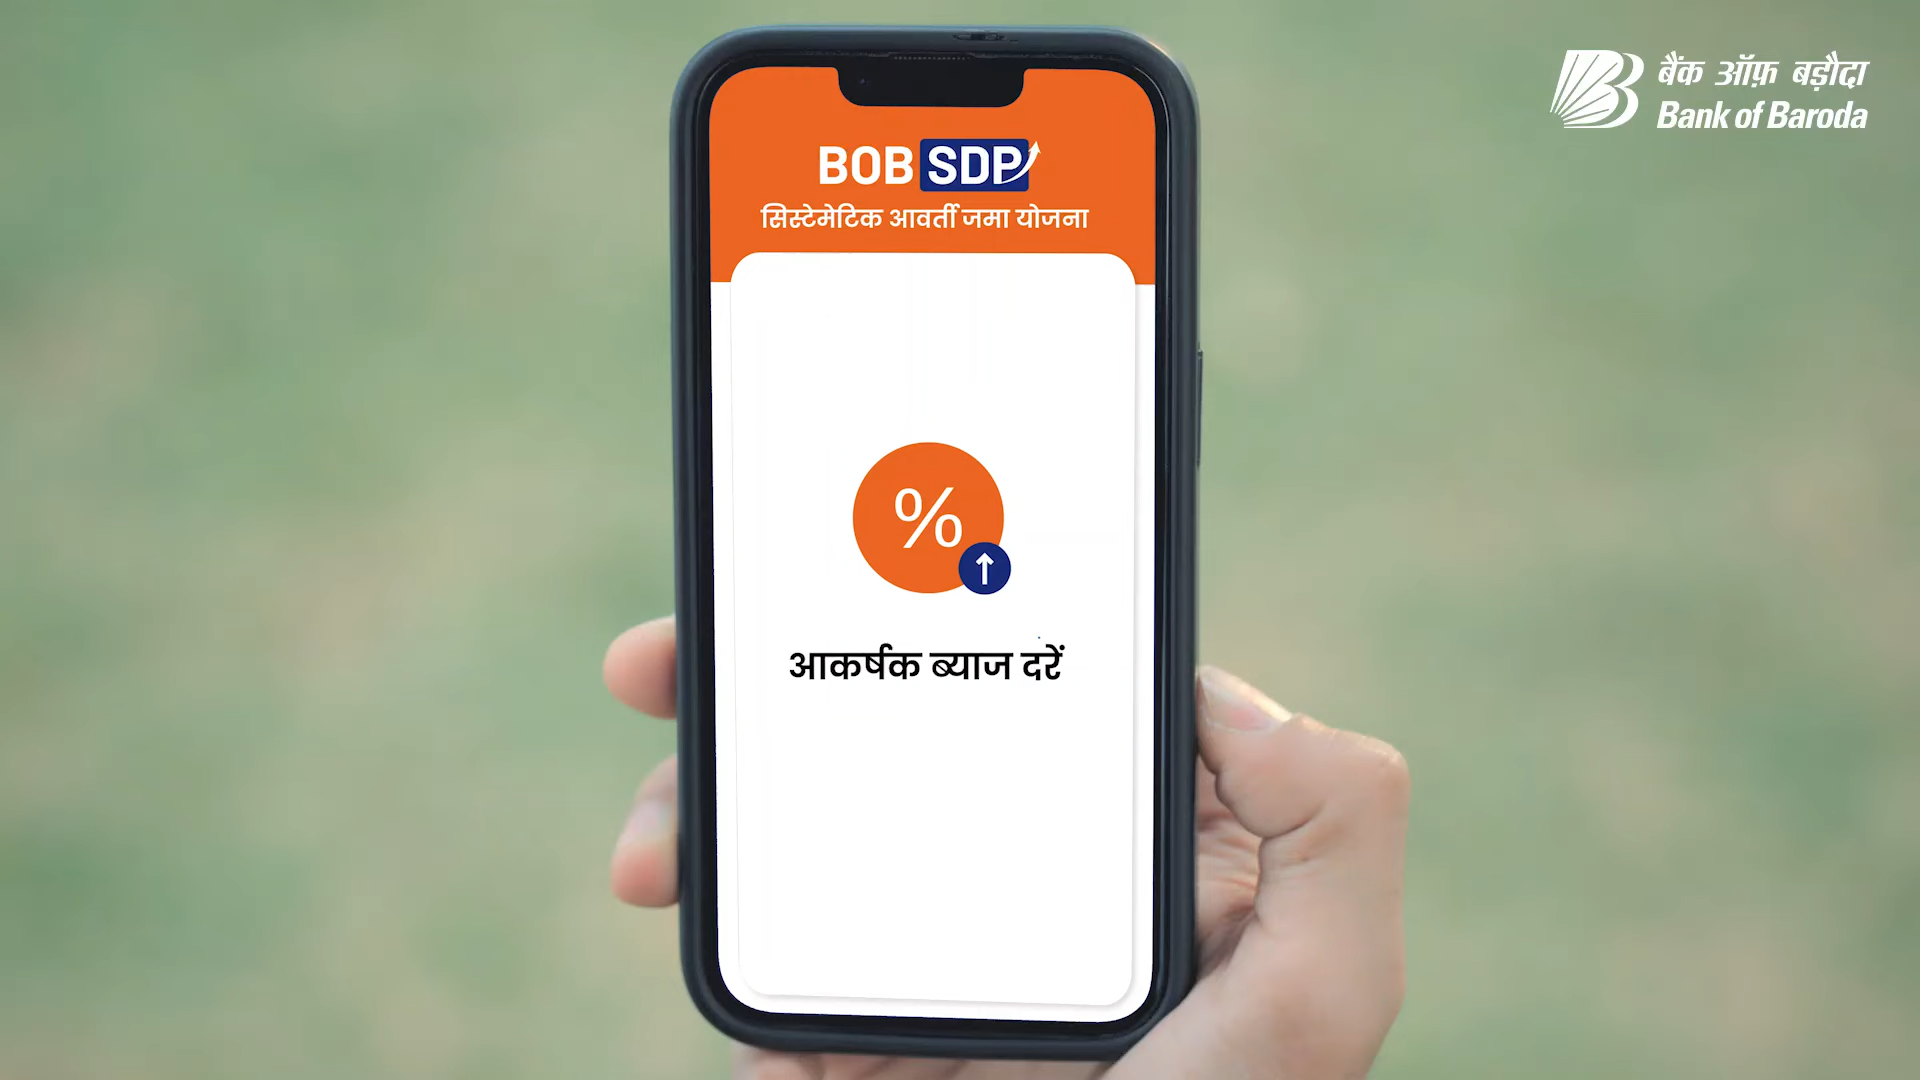 बैंक ऑफ़ बड़ौदा
Bank of Baroda
BOB SDP
सिस्टेमेटिक आवर्ती जमा योजना
%
आकर्षक ब्याज दरें